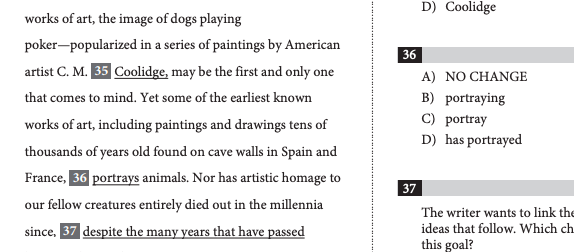 works of art, the image of dogs playing
poker—popularized in a series of paintings by American
artist C. M. 35 Coolidge, may be the first and only one
that comes to mind. Yet some of the earliest known
works of art, including paintings and drawings tens of
thousands of years old found on cave walls in Spain and
France, 36 portrays animals. Nor has artistic homage to
our fellow creatures entirely died out in the millennia
since, 37 despite the many years that have passed
D) Coolidge
36
A) NO CHANGE
B) portraying
C) portray
D) has portrayed
37
The writer wants to link the
ideas that follow. Which ch
this goal?